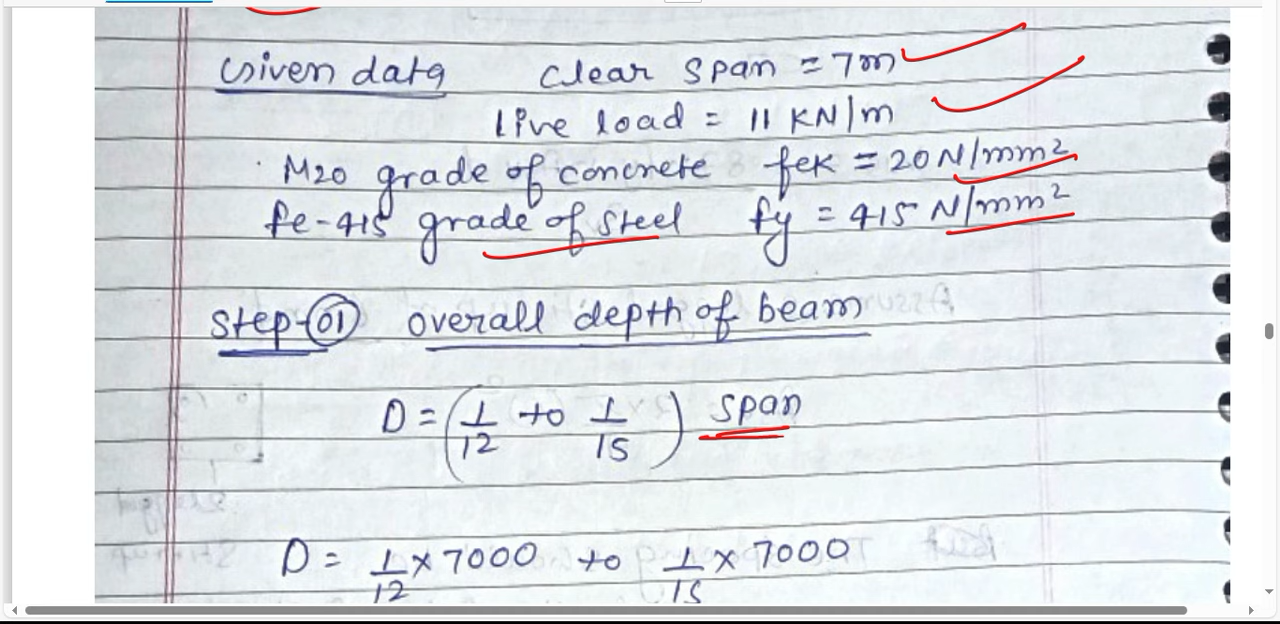 Given data clear span = 7m
live load = 11 KN/m
M20 grade of concrete fck = 20 N/mm²
fe-415 grade of steel fy = 415 N/mm²
step-01 overall depth of beam
D = (1/12 to 1/15) span
D = 1/12 × 7000 to 1/15 × 7000